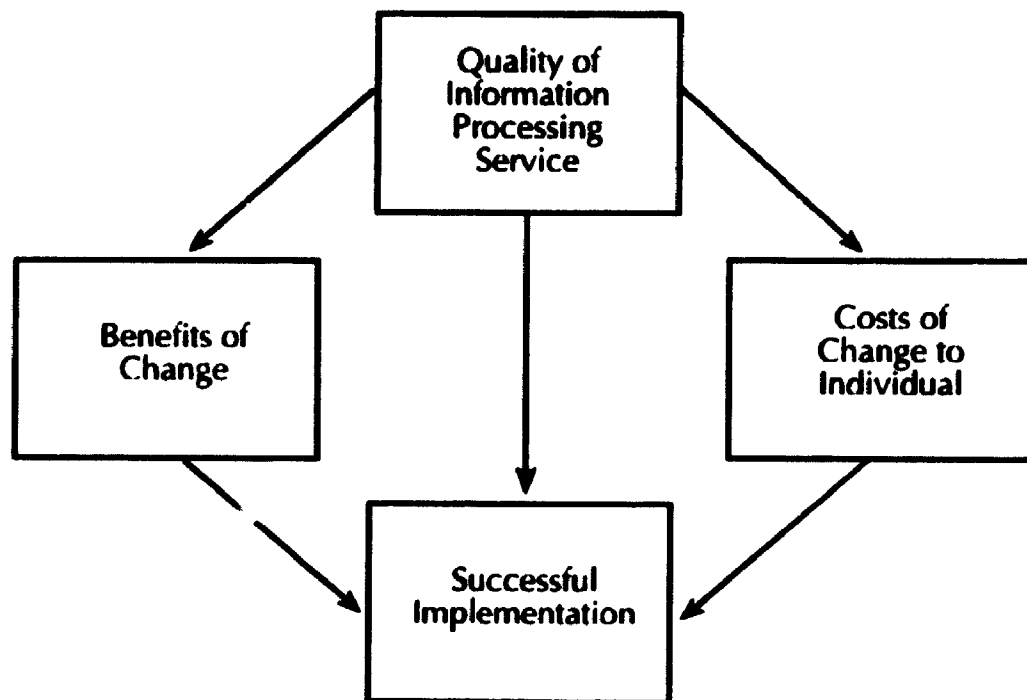 Quality of
Information
Processing
Service
Benefits of
Change
Costs of
Change to
Individual
Successful
Implementation